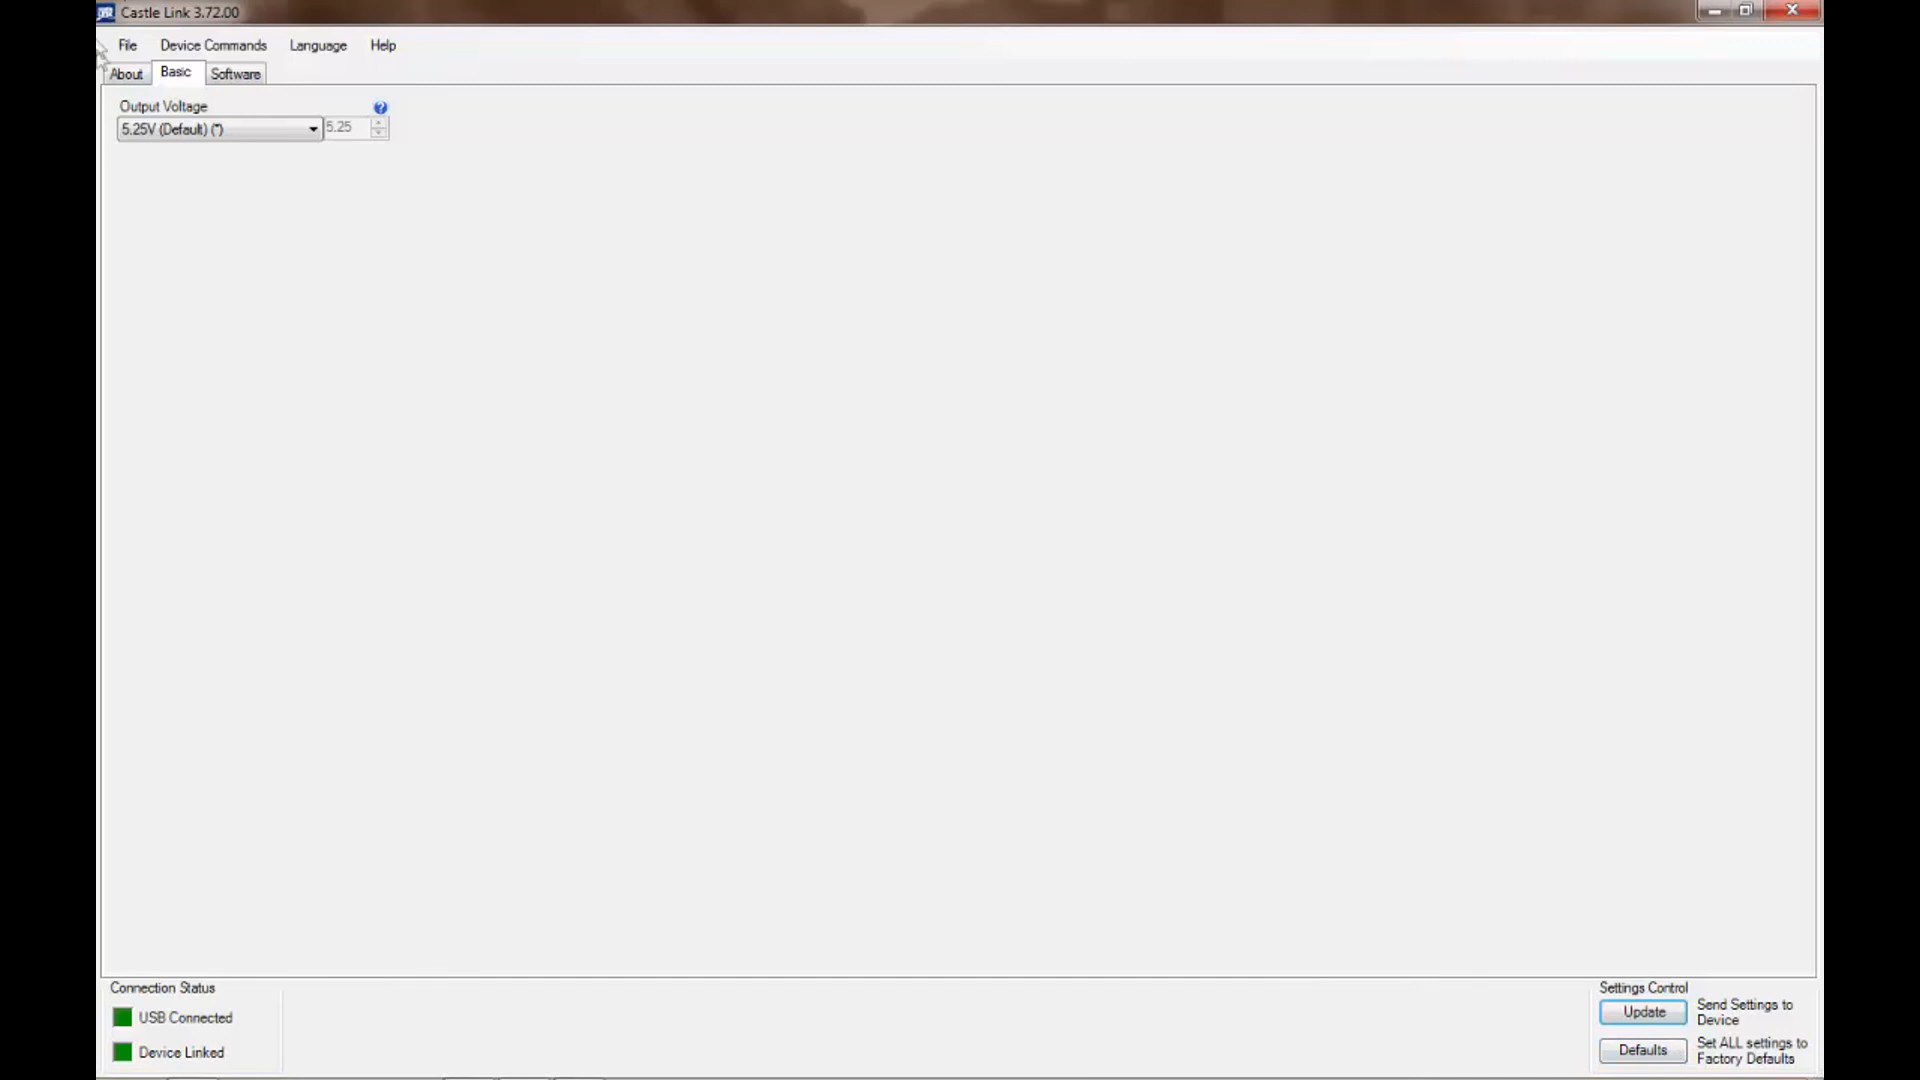 Castle Link 3.72.00
File Device Commands Language Help
About Basic Software
Output Voltage
5.25V (Default) (*) 5.25
Connection Status
USB Connected
Device Linked
Settings Control
Update Send Settings to
Device
Defaults Set ALL settings to
Factory Defaults